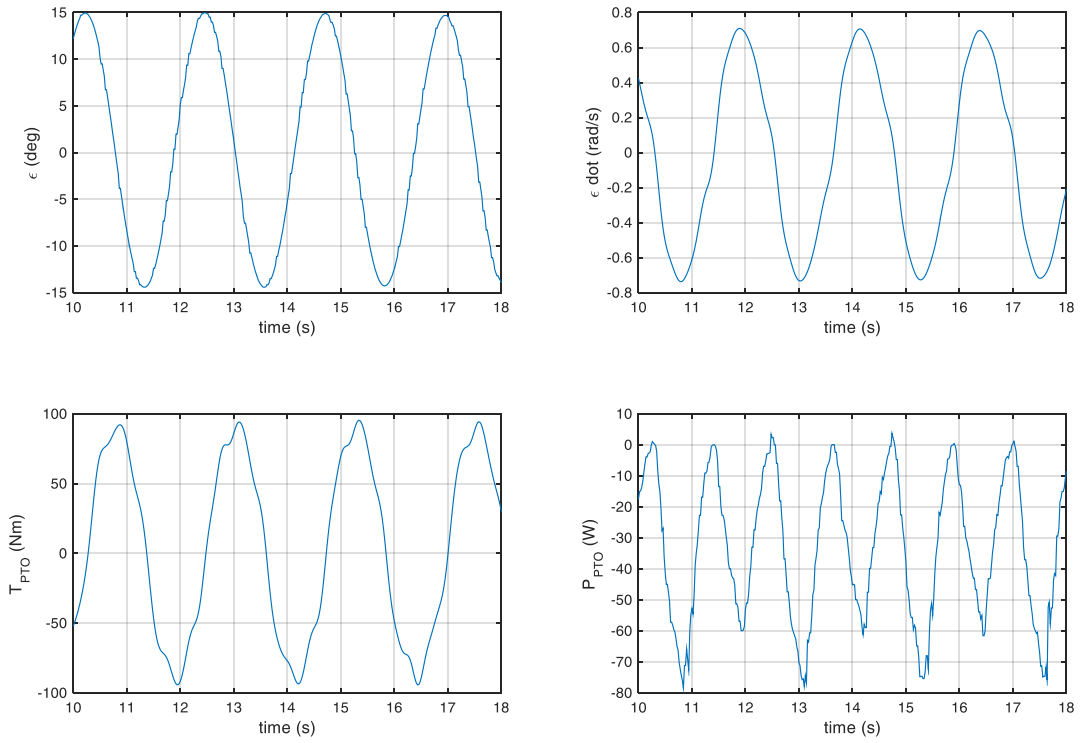 15
10
5
0
-5
-10
-15
ϵ (deg)
10 11 12 13 14 15 16 17 18
time (s)
0.8
0.6
0.4
0.2
0
-0.2
-0.4
-0.6
-0.8
ϵ dot (rad/s)
10 11 12 13 14 15 16 17 18
time (s)
100
50
0
-50
-100
T_PTO (Nm)
10 11 12 13 14 15 16 17 18
time (s)
10
0
-10
-20
-30
-40
-50
-60
-70
-80
P_PTO (W)
10 11 12 13 14 15 16 17 18
time (s)